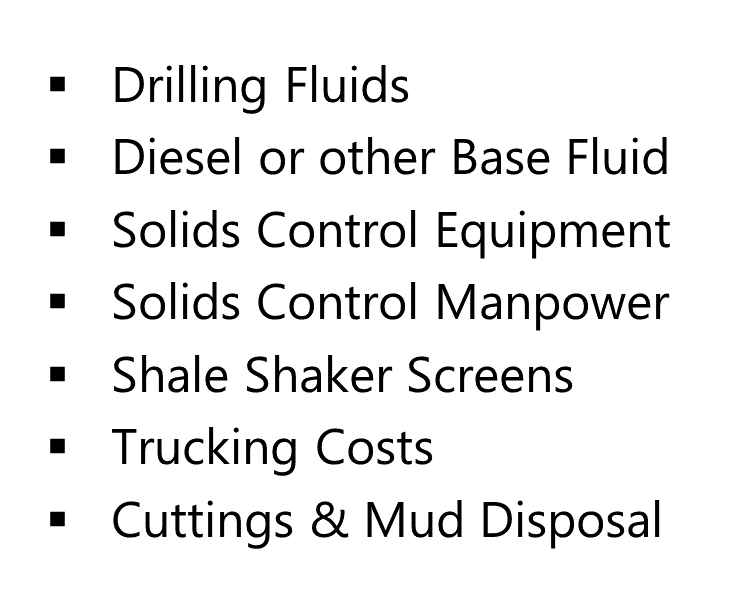 ▪ Drilling Fluids
▪ Diesel or other Base Fluid
▪ Solids Control Equipment
▪ Solids Control Manpower
▪ Shale Shaker Screens
▪ Trucking Costs
▪ Cuttings & Mud Disposal